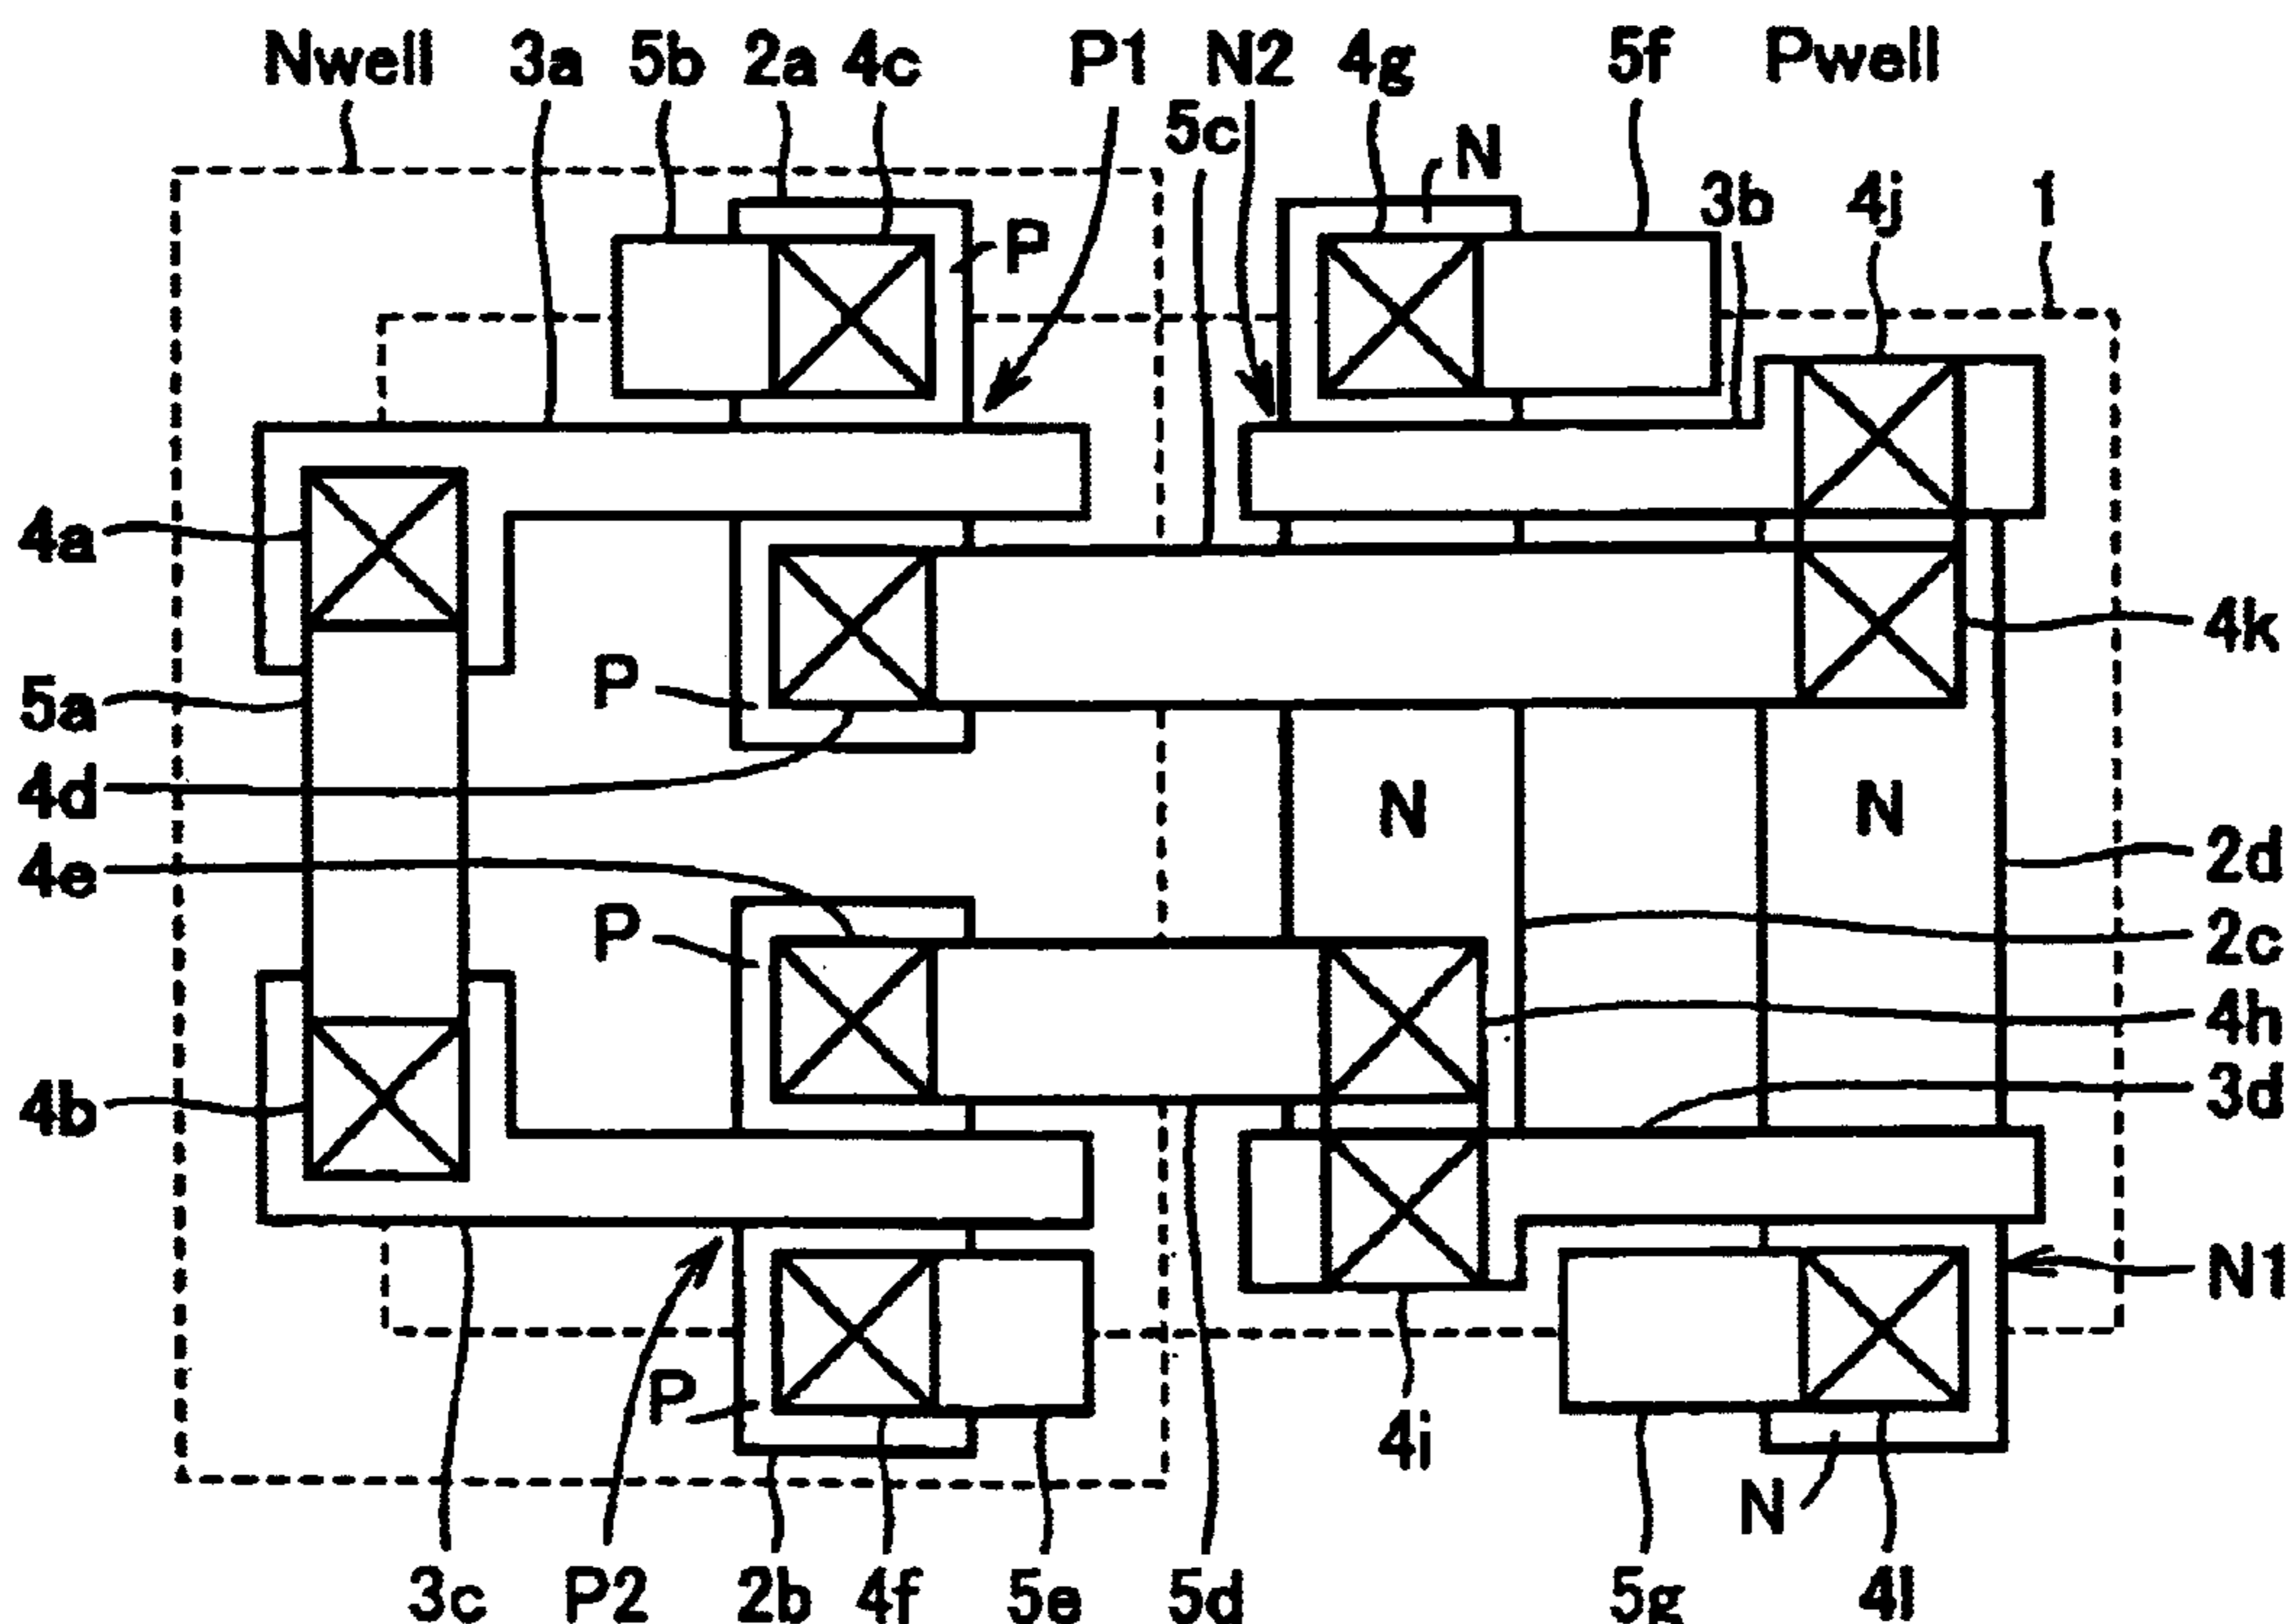 Nwell 3a 5b 2a 4c P1 N2 4g 5f Pwell
5c N
3b 4j 1
P
4a
4k
P
5a
4d N N
4e 2d
P 2c
4h
4b 3d
N1
P
4i
N
3c P2 2b 4f 5e 5d 5g 4l